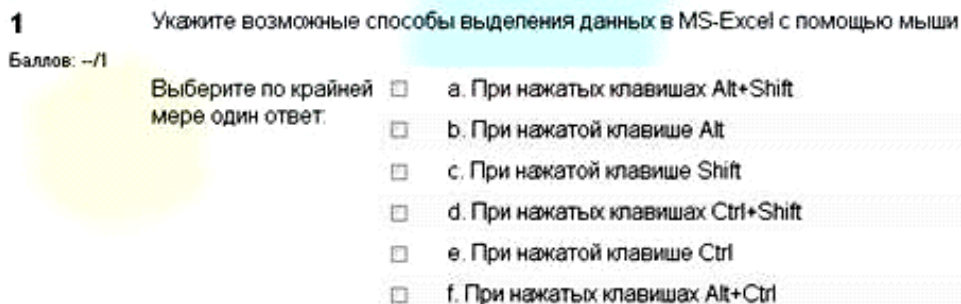 1 Укажите возможные способы выделения данных в MS-Excel с помощью мыши
Баллов: --/1
Выберите по крайней мере один ответ:
a. При нажатых клавишах Alt+Shift
b. При нажатой клавише Alt
c. При нажатой клавише Shift
d. При нажатых клавишах Ctrl+Shift
e. При нажатой клавише Ctrl
f. При нажатых клавишах Alt+Ctrl